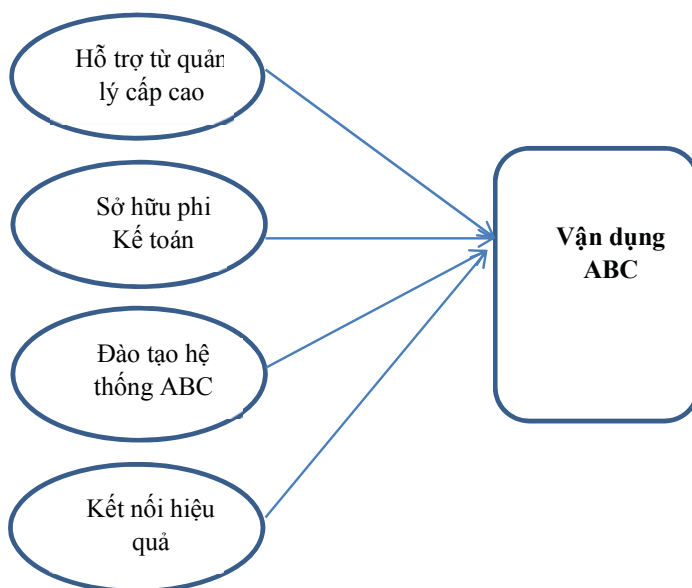 Hỗ trợ từ quản
lý cấp cao
Sở hữu phi
Kế toán
Vận dụng
ABC
Đào tạo hệ
thống ABC
Kết nối hiệu
quả